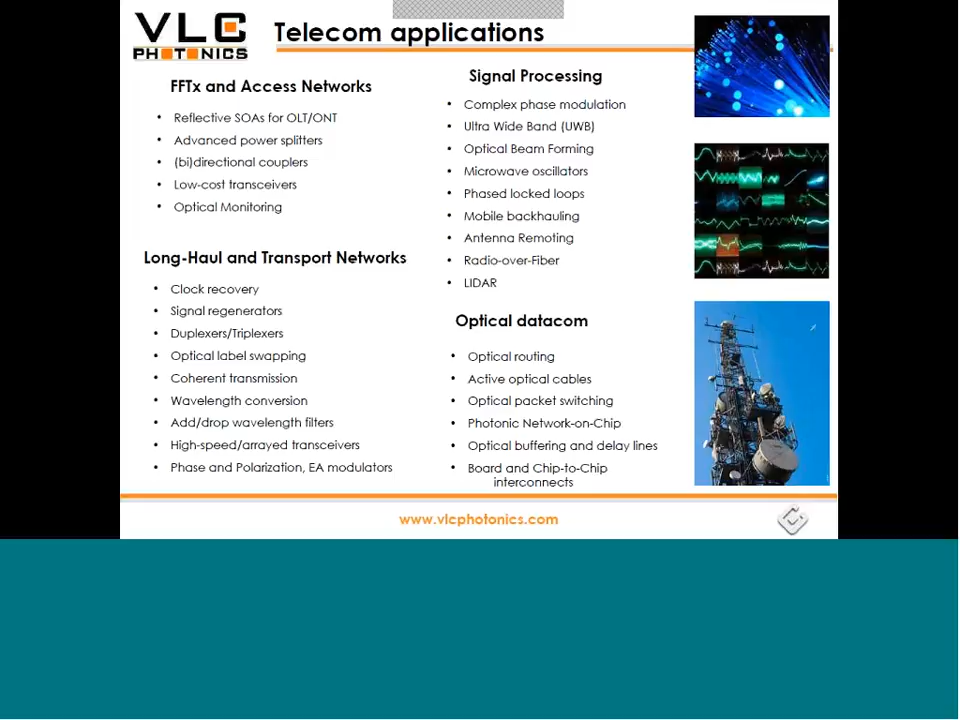 VLC
PHOTONICS
Telecom applications
FFTx and Access Networks
• Reflective SOAs for OLT/ONT
• Advanced power splitters
• (bi)directional couplers
• Low-cost transceivers
• Optical Monitoring
Long-Haul and Transport Networks
• Clock recovery
• Signal regenerators
• Duplexers/Triplexers
• Optical label swapping
• Coherent transmission
• Wavelength conversion
• Add/drop wavelength filters
• High-speed/arrayed transceivers
• Phase and Polarization, EA modulators
Signal Processing
• Complex phase modulation
• Ultra Wide Band (UWB)
• Optical Beam Forming
• Microwave oscillators
• Phased locked loops
• Mobile backhauling
• Antenna Remoting
• Radio-over-Fiber
• LIDAR
Optical datacom
• Optical routing
• Active optical cables
• Optical packet switching
• Photonic Network-on-Chip
• Optical buffering and delay lines
• Board and Chip-to-Chip
interconnects
www.vlcphotonics.com